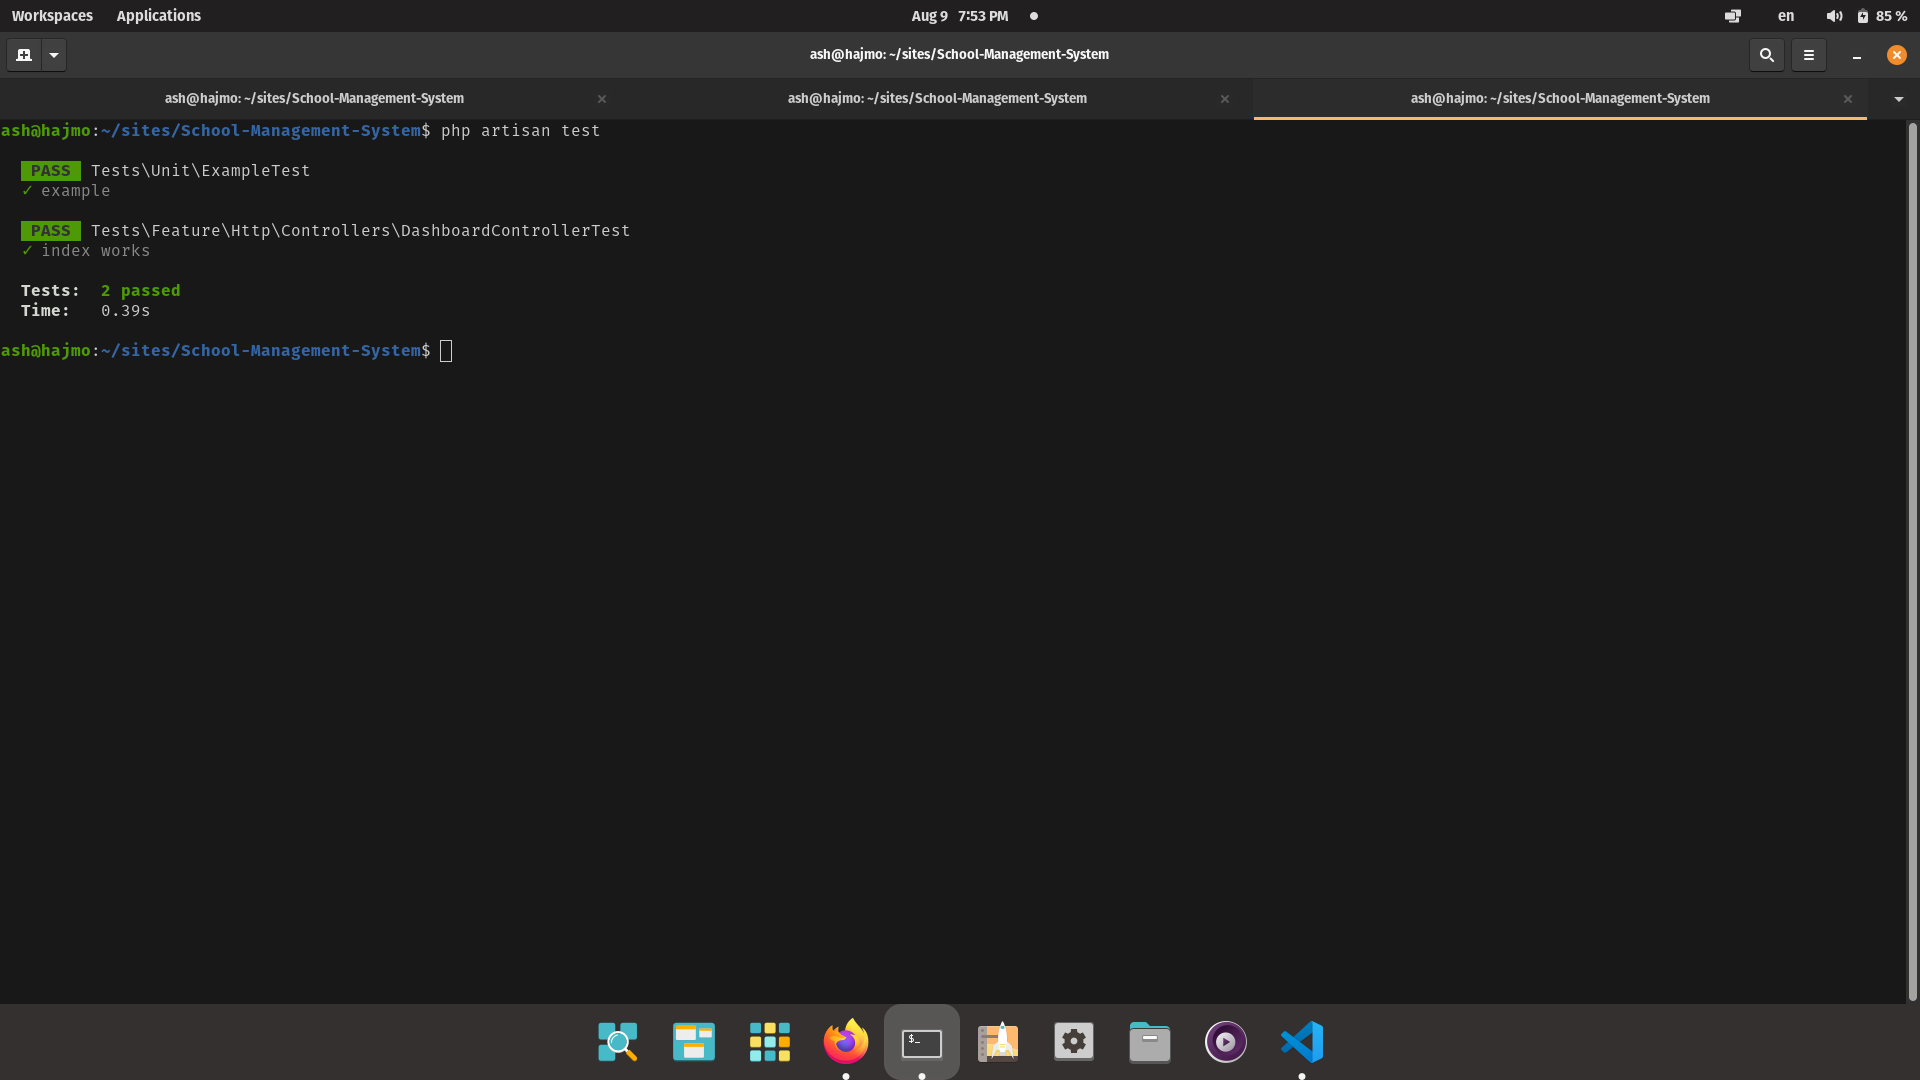 Workspaces Applications Aug 9 7:53 PM en 85 %
ash@hajmo: ~/sites/School-Management-System
ash@hajmo: ~/sites/School-Management-System ash@hajmo: ~/sites/School-Management-System ash@hajmo: ~/sites/School-Management-System
ash@hajmo:~/sites/School-Management-System$ php artisan test
PASS Tests\Unit\ExampleTest
✓ example
PASS Tests\Feature\Http\Controllers\DashboardControllerTest
✓ index works
Tests: 2 passed
Time: 0.39s
ash@hajmo:~/sites/School-Management-System$
$_